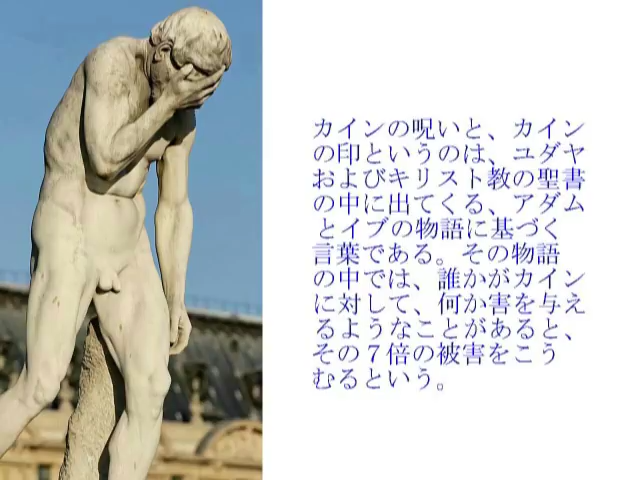 カインの呪いと、カイン
の印というのは、ユダヤ
およびキリスト教の聖書
の中に出てくる、アダム
とイブの物語に基づく
言葉である。その物語
の中では、誰かがカイン
に対して、何か害を与え
るようなことがあると、
その７倍の被害をこう
むるという。